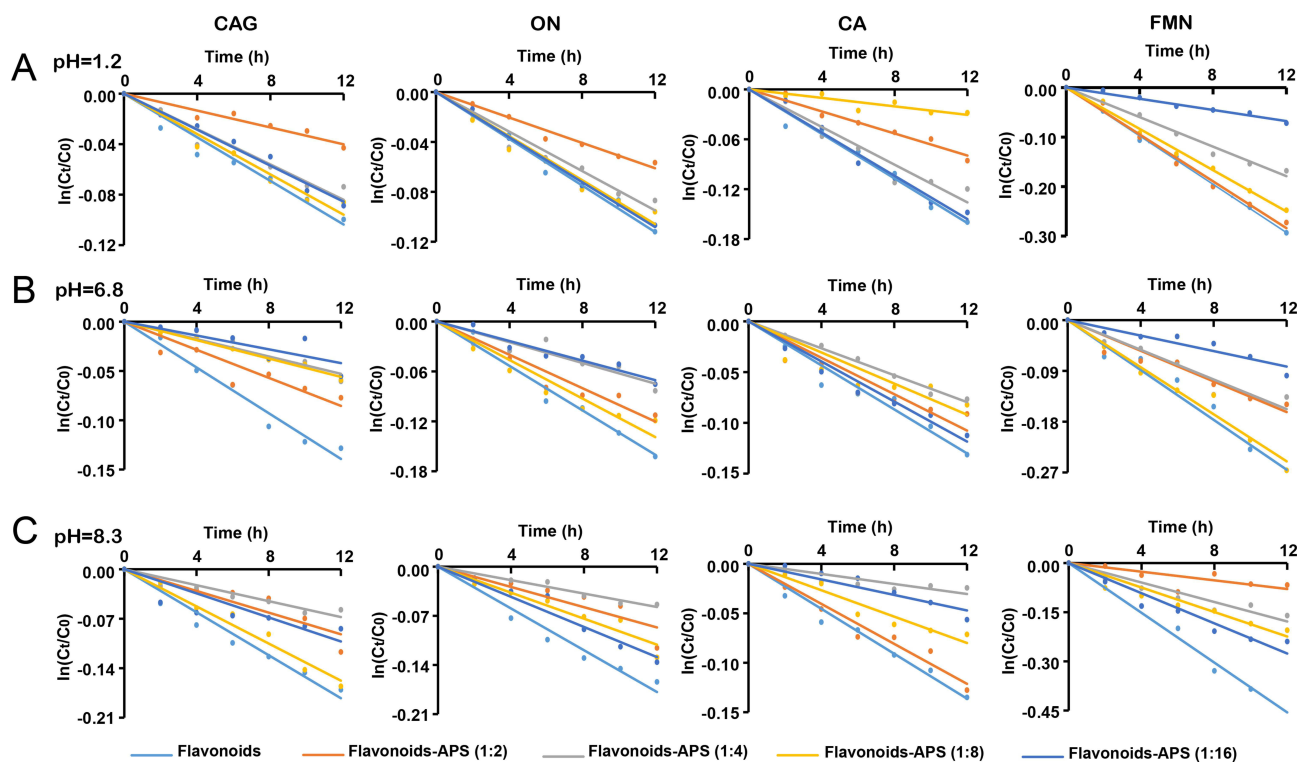 CAG ON CA FMN
A pH=1.2
Time (h) Time (h) Time (h) Time (h)
0 4 8 12 0 4 8 12 0 4 8 12 0 4 8 12
ln(Ct/C0) ln(Ct/C0) ln(Ct/C0) ln(Ct/C0)
0.00 0.00 0.00 0.00
-0.04 -0.04 -0.06 -0.10
-0.08 -0.08 -0.12 -0.20
-0.12 -0.12 -0.18 -0.30
B pH=6.8
Time (h) Time (h) Time (h) Time (h)
0 4 8 12 0 4 8 12 0 4 8 12 0 4 8 12
ln(Ct/C0) ln(Ct/C0) ln(Ct/C0) ln(Ct/C0)
0.00 0.00 0.00 0.00
-0.05 -0.06 -0.05 -0.09
-0.10 -0.12 -0.10 -0.18
-0.15 -0.18 -0.15 -0.27
C pH=8.3
Time (h) Time (h) Time (h) Time (h)
0 4 8 12 0 4 8 12 0 4 8 12 0 4 8 12
ln(Ct/C0) ln(Ct/C0) ln(Ct/C0) ln(Ct/C0)
0.00 0.00 0.00 0.00
-0.07 -0.07 -0.05 -0.15
-0.14 -0.14 -0.10 -0.30
-0.21 -0.21 -0.15 -0.45
Flavonoids Flavonoids-APS (1:2) Flavonoids-APS (1:4) Flavonoids-APS (1:8) Flavonoids-APS (1:16)